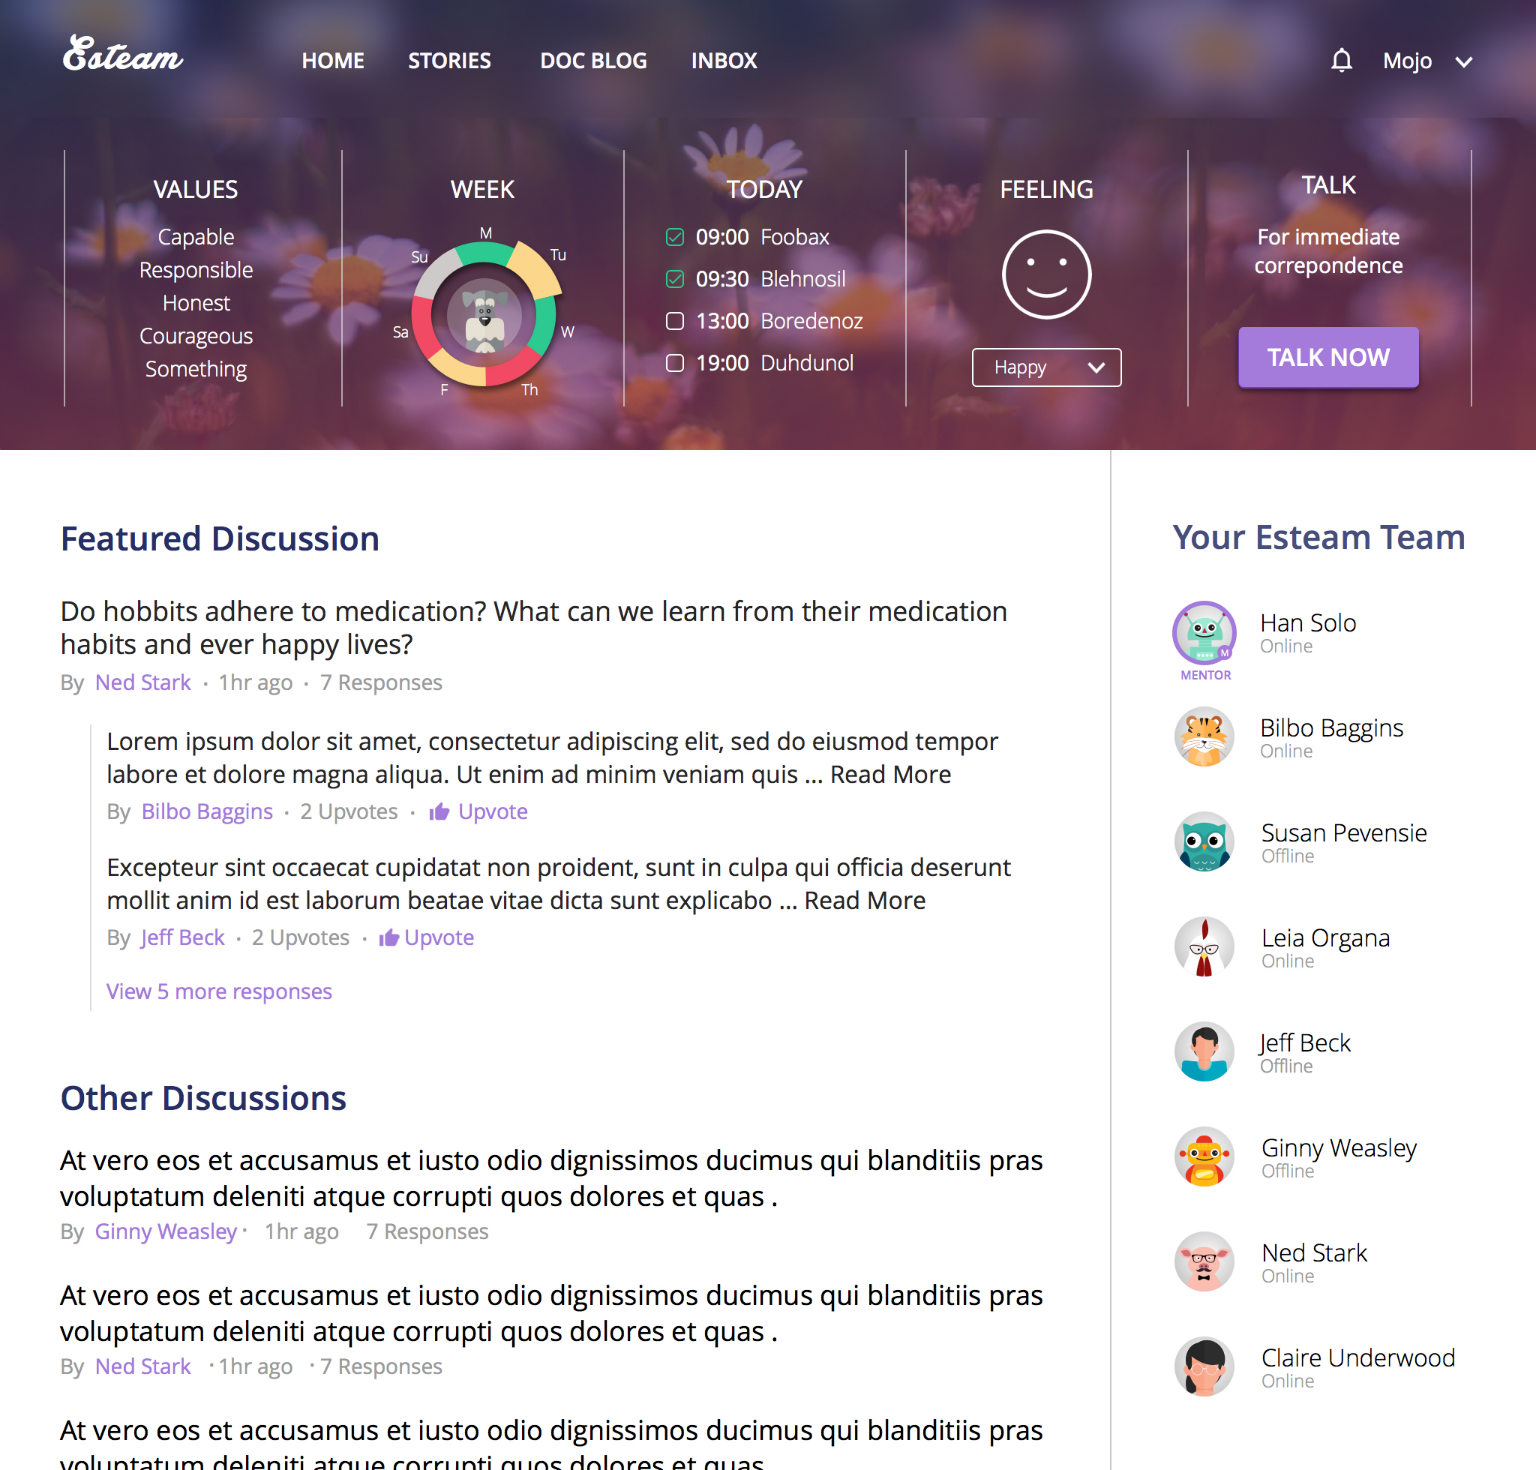 Esteam
HOME
STORIES
DOC BLOG
INBOX
Mojo
VALUES
Capable
Responsible
Honest
Courageous
Something
WEEK
M
Tu
W
Th
F
Sa
Su
TODAY
09:00 Foobax
09:30 Blehnosil
13:00 Boredenoz
19:00 Duhdunol
FEELING
Happy
TALK
For immediate
correpondence
TALK NOW
Featured Discussion
Do hobbits adhere to medication? What can we learn from their medication
habits and ever happy lives?
By Ned Stark · 1hr ago · 7 Responses
Lorem ipsum dolor sit amet, consectetur adipiscing elit, sed do eiusmod tempor
labore et dolore magna aliqua. Ut enim ad minim veniam quis ... Read More
By Bilbo Baggins · 2 Upvotes · Upvote
Excepteur sint occaecat cupidatat non proident, sunt in culpa qui officia deserunt
mollit anim id est laborum beatae vitae dicta sunt explicabo ... Read More
By Jeff Beck · 2 Upvotes · Upvote
View 5 more responses
Other Discussions
At vero eos et accusamus et iusto odio dignissimos ducimus qui blanditiis pras
voluptatum deleniti atque corrupti quos dolores et quas .
By Ginny Weasley · 1hr ago 7 Responses
At vero eos et accusamus et iusto odio dignissimos ducimus qui blanditiis pras
voluptatum deleniti atque corrupti quos dolores et quas .
By Ned Stark · 1hr ago · 7 Responses
At vero eos et accusamus et iusto odio dignissimos ducimus qui blanditiis pras
voluptatum deleniti atque corrupti quos dolores et quas
Your Esteam Team
M
MENTOR
Han Solo
Online
Bilbo Baggins
Online
Susan Pevensie
Offline
Leia Organa
Online
Jeff Beck
Offline
Ginny Weasley
Offline
Ned Stark
Online
Claire Underwood
Online